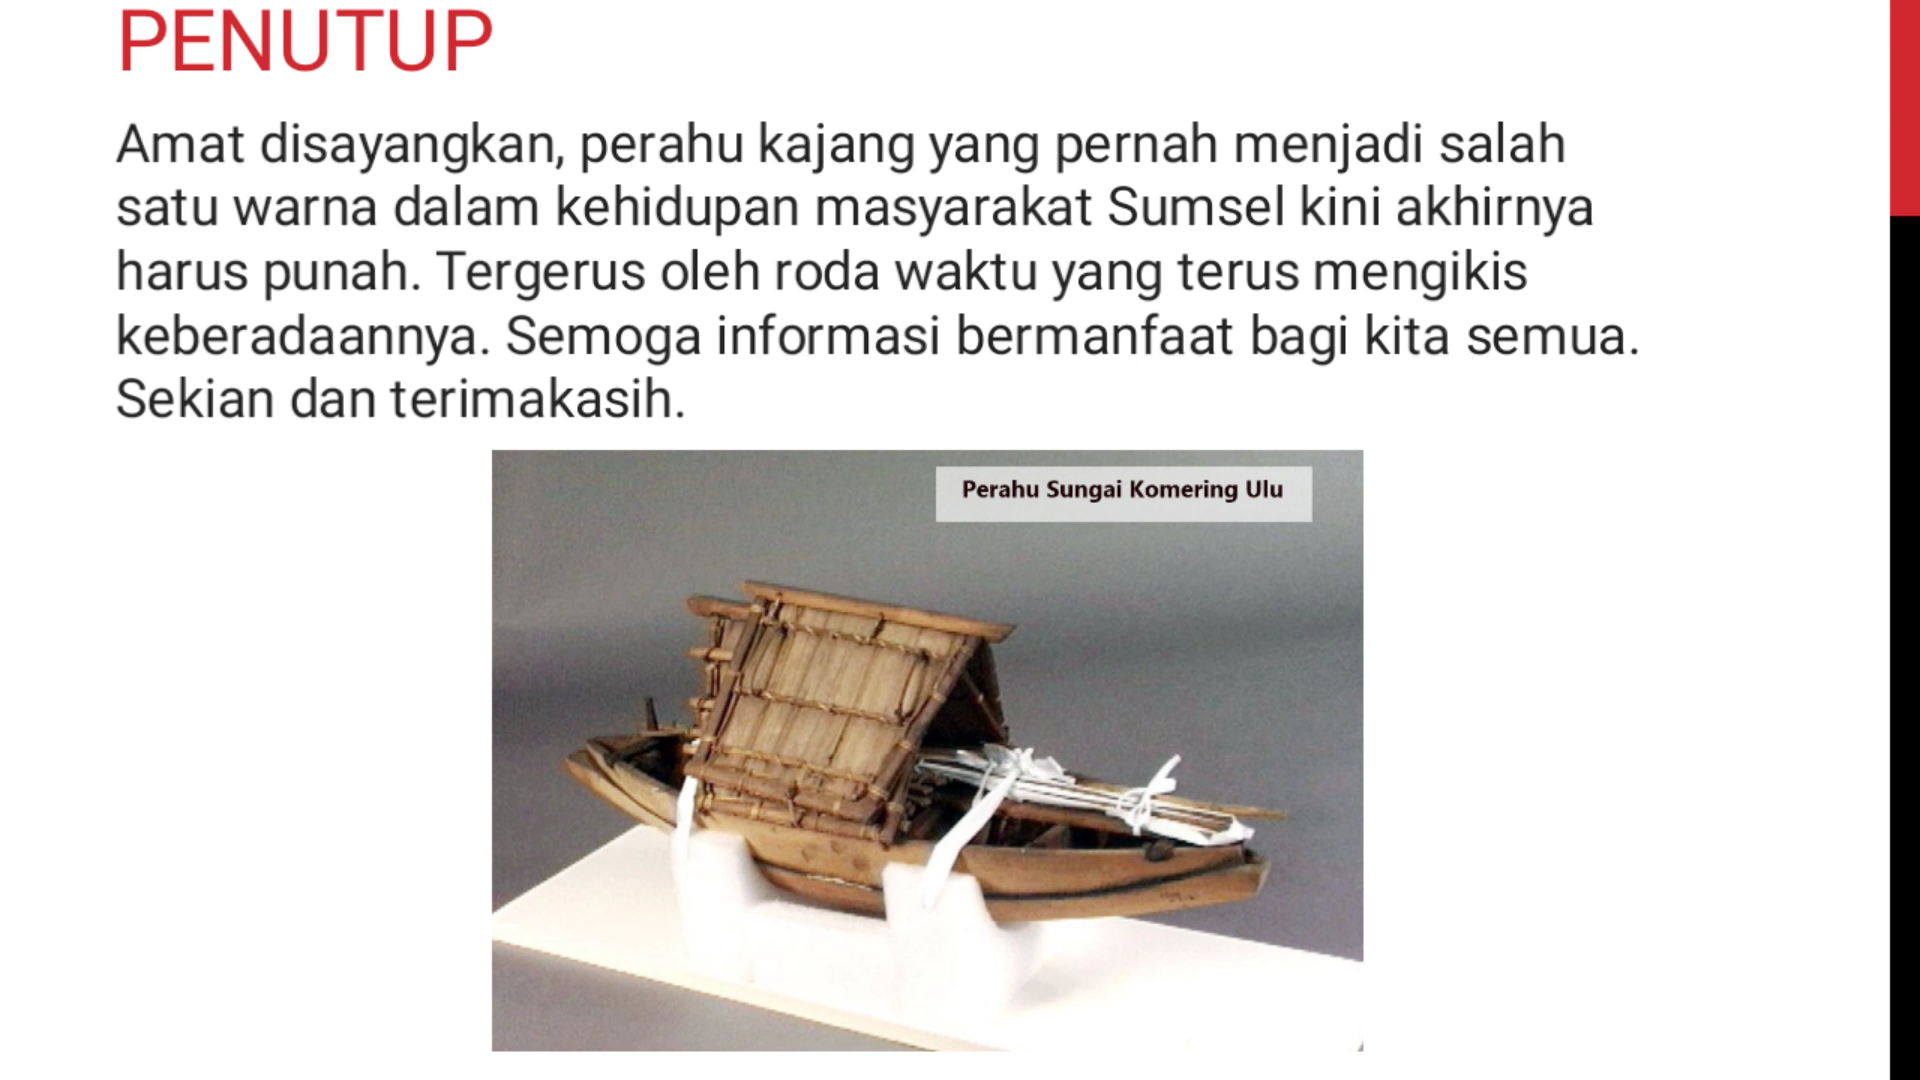 PENUTUP
Amat disayangkan, perahu kajang yang pernah menjadi salah
satu warna dalam kehidupan masyarakat Sumsel kini akhirnya
harus punah. Tergerus oleh roda waktu yang terus mengikis
keberadaannya. Semoga informasi bermanfaat bagi kita semua.
Sekian dan terimakasih.
Perahu Sungai Komering Ulu